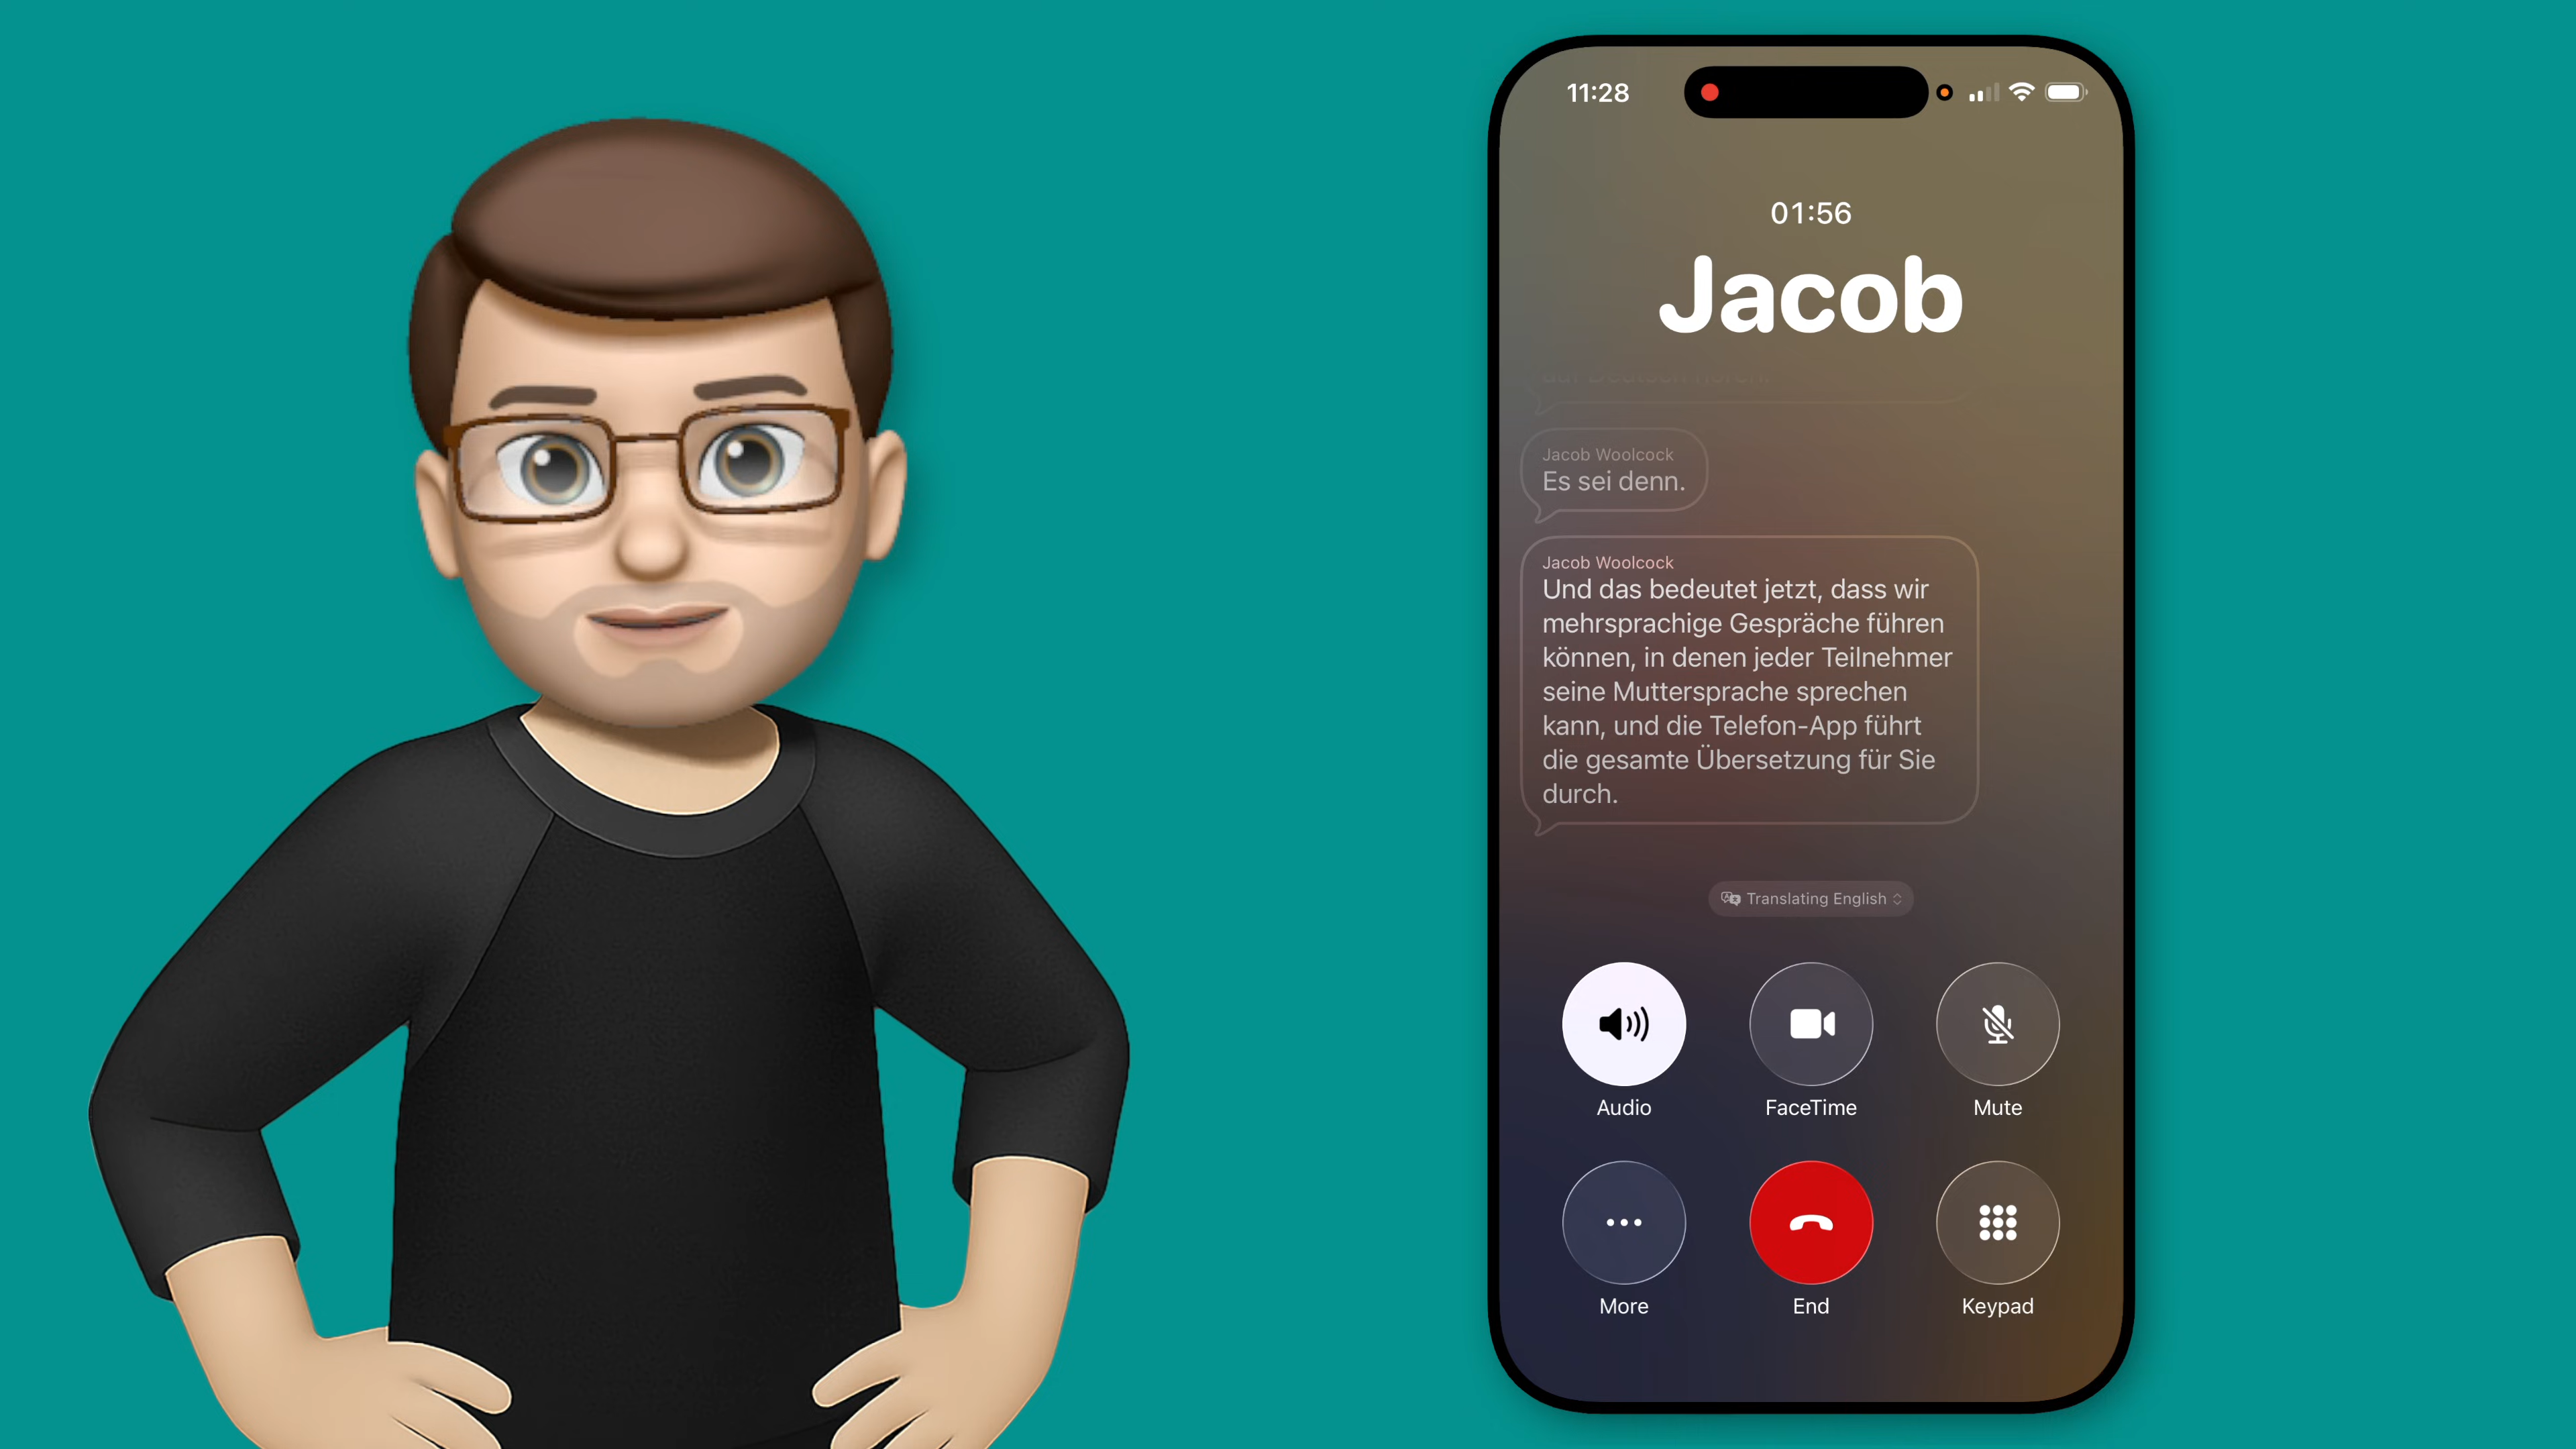 11:28
01:56
Jacob
Jacob Woolcock
Es sei denn.
Jacob Woolcock
Und das bedeutet jetzt, dass wir
mehrsprachige Gespräche führen
können, in denen jeder Teilnehmer
seine Muttersprache sprechen
kann, und die Telefon-App führt
die gesamte Übersetzung für Sie
durch.
Translating English
Audio
FaceTime
Mute
More
End
Keypad